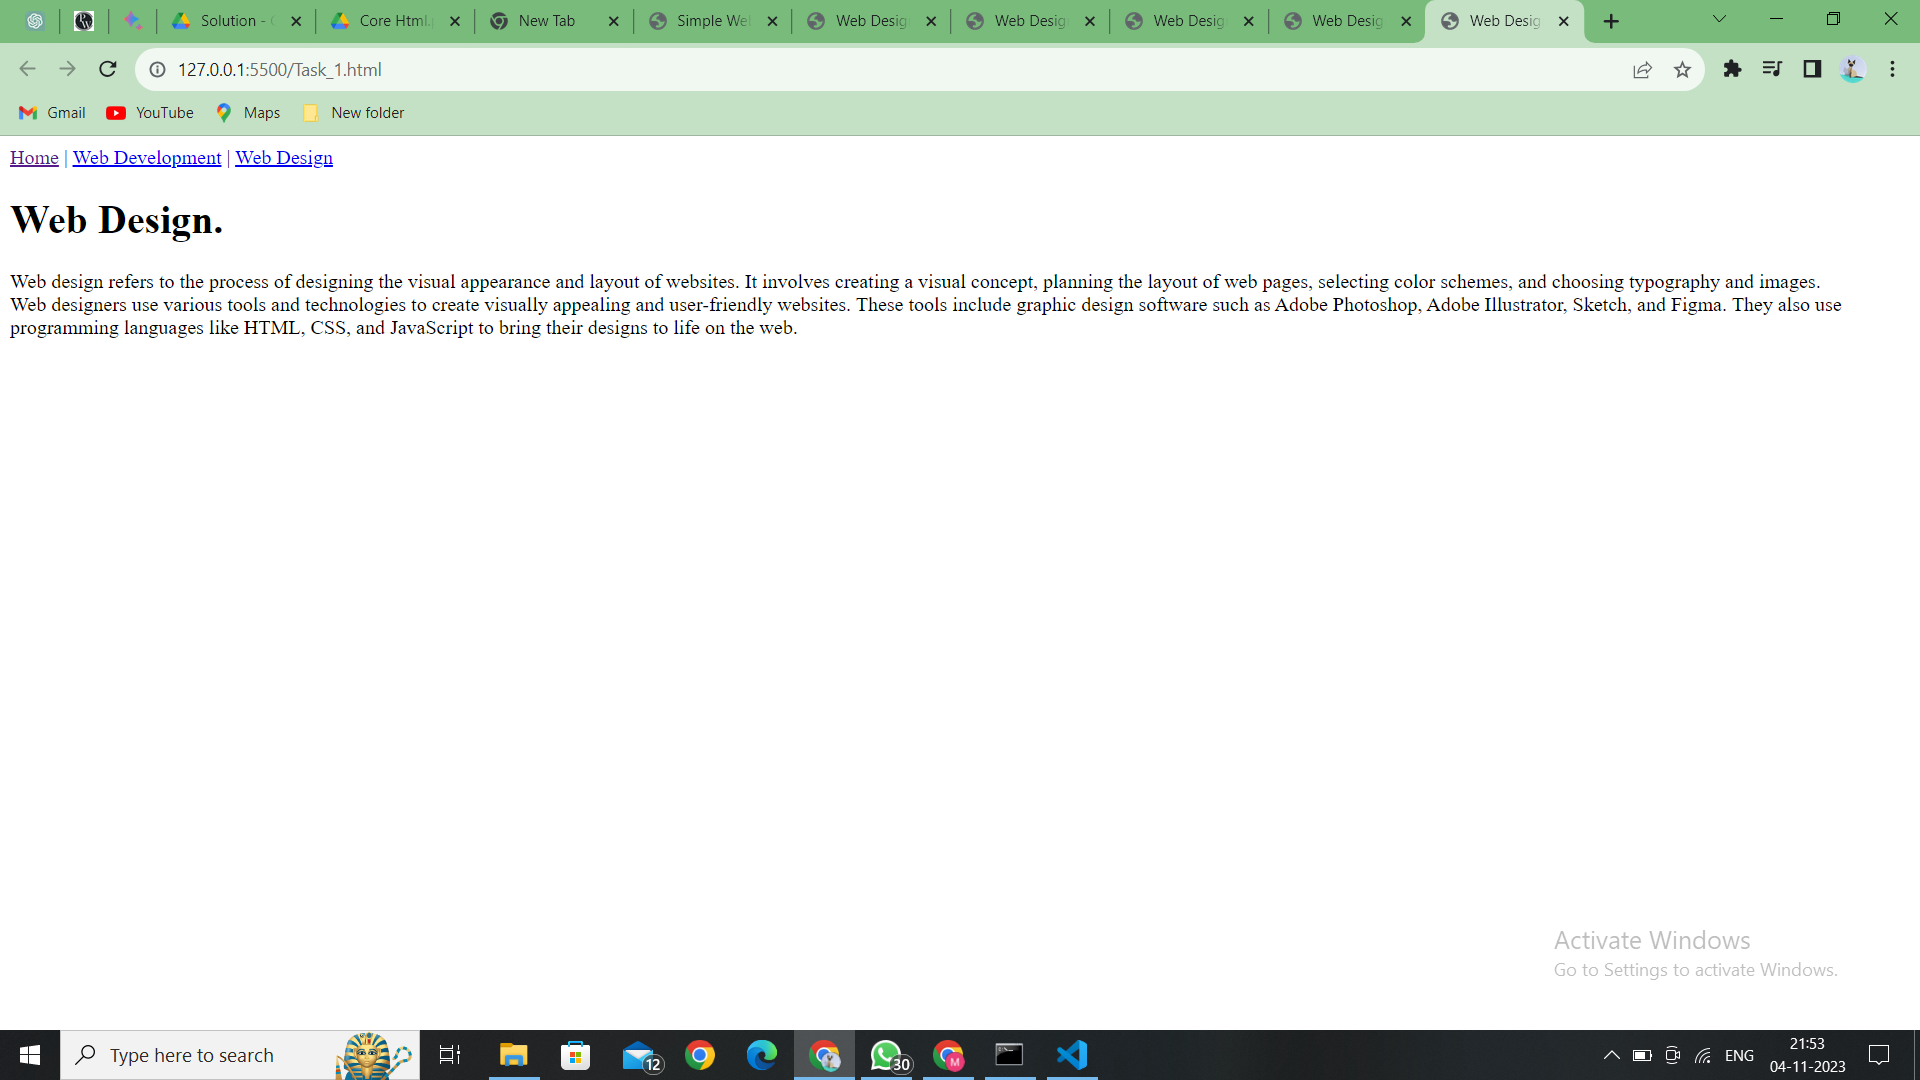 Solution -
Core Html.
New Tab
Simple We
Web Desig
Web Desig
Web Desig
Web Desig
Web Desig
127.0.0.1:5500/Task_1.html
Gmail
YouTube
Maps
New folder
Home | Web Development | Web Design
Web Design.
Web design refers to the process of designing the visual appearance and layout of websites. It involves creating a visual concept, planning the layout of web pages, selecting color schemes, and choosing typography and images.
Web designers use various tools and technologies to create visually appealing and user-friendly websites. These tools include graphic design software such as Adobe Photoshop, Adobe Illustrator, Sketch, and Figma. They also use
programming languages like HTML, CSS, and JavaScript to bring their designs to life on the web.
Activate Windows
Go to Settings to activate Windows.
Type here to search
12
30
M
ENG
21:53
04-11-2023